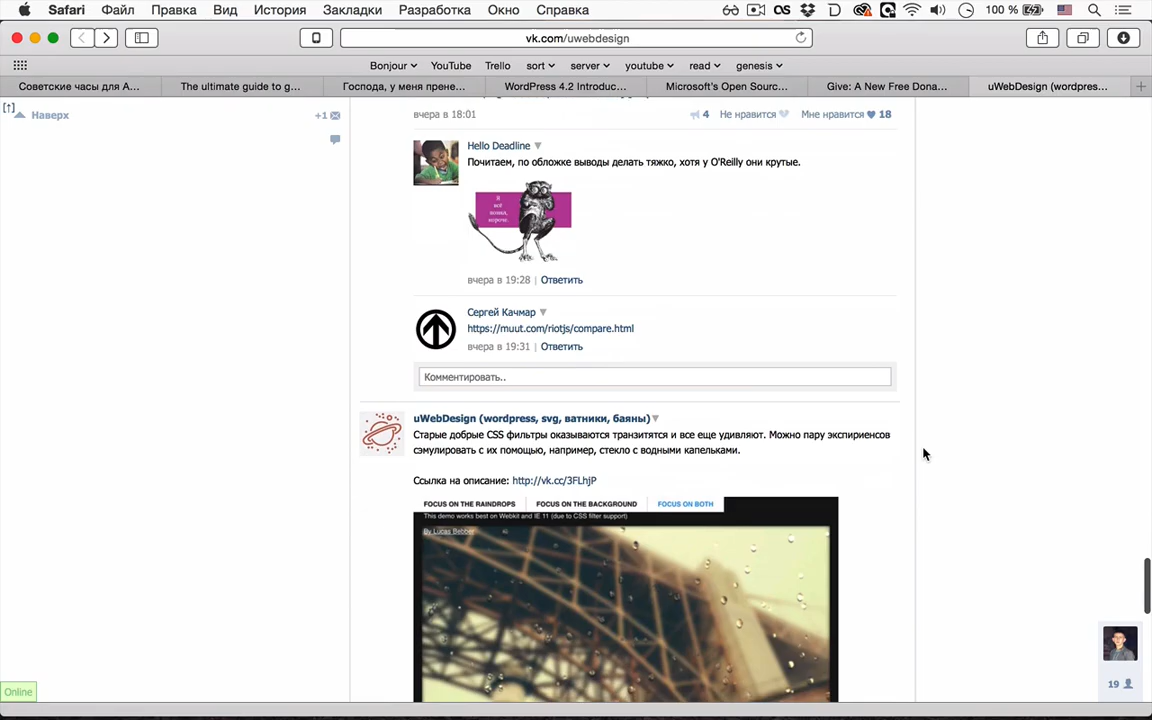 Safari Файл Правка Вид История Закладки Разработка Окно Справка 100 %
vk.com/uwebdesign
Bonjour YouTube Trello sort server youtube read genesis
Советские часы для А... The ultimate guide to g... Господа, у меня прене... WordPress 4.2 Introduc... Microsoft's Open Sourc... Give: A New Free Dona... uWebDesign (wordpres...
[↑] Наверх +1
вчера в 18:01 4 Не нравится Мне нравится 18
Hello Deadline
Почитаем, по обложке выводы делать тяжко, хотя у O'Reilly они крутые.
Я
всё
понял,
короче.
вчера в 19:28 | Ответить
Сергей Качмар
https://muut.com/riotjs/compare.html
вчера в 19:31 | Ответить
Комментировать..
uWebDesign (wordpress, svg, ватники, баяны)
Старые добрые CSS фильтры оказываются транзитятся и все еще удивляют. Можно пару экспириенсов
сэмулировать с их помощью, например, стекло с водными капельками.
Ссылка на описание: http://vk.cc/3FLhjP
FOCUS ON THE RAINDROPS FOCUS ON THE BACKGROUND FOCUS ON BOTH
This demo works best on Webkit and IE 11 (due to CSS filter support)
By Lucas Bebber
19
Online